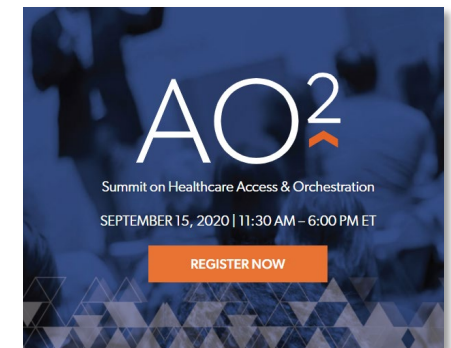 AO²
Summit on Healthcare Access & Orchestration
SEPTEMBER 15, 2020 | 11:30 AM – 6:00 PM ET
REGISTER NOW